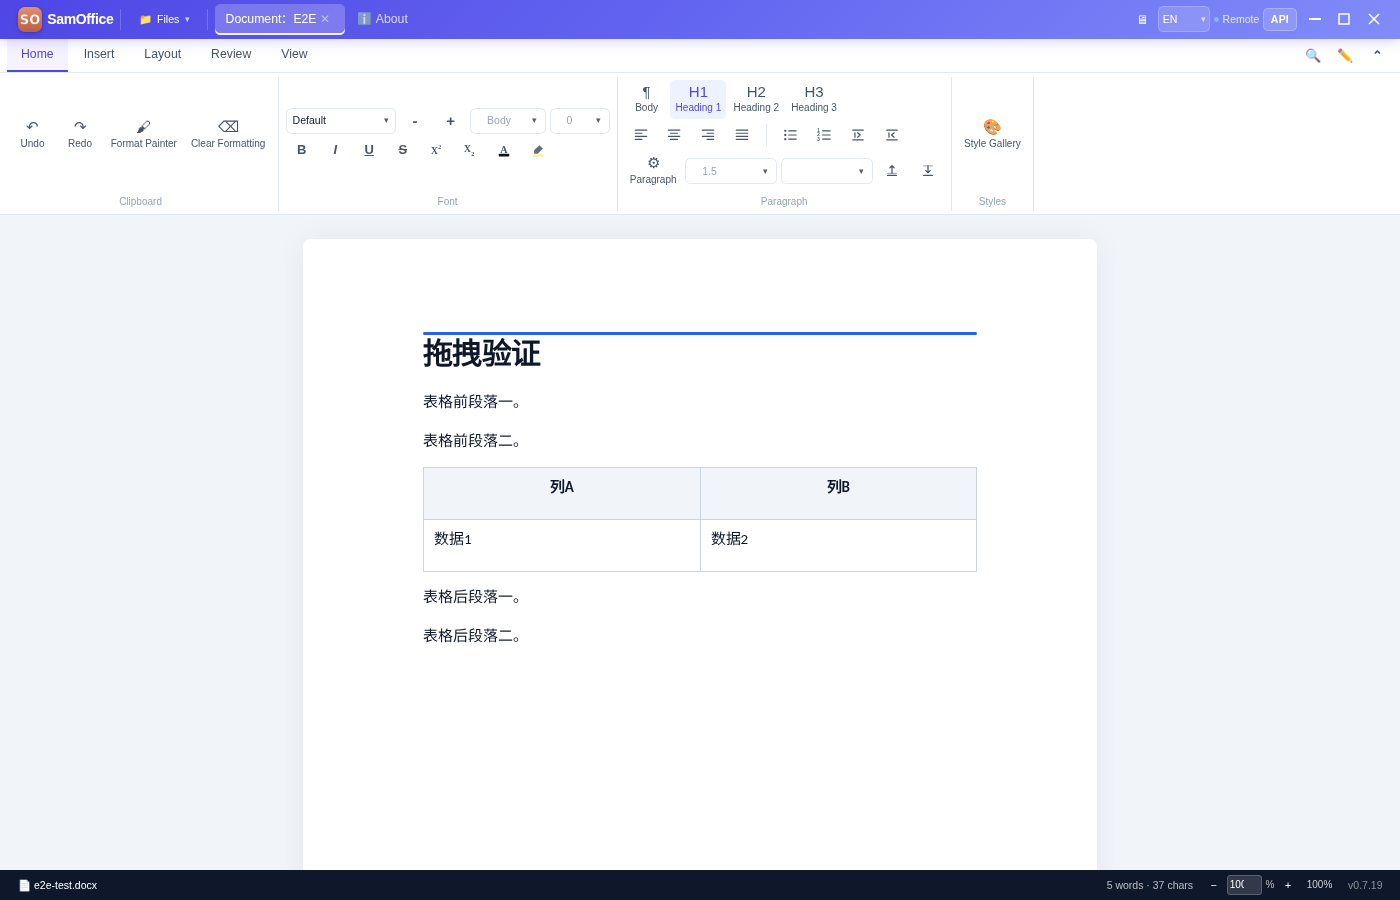 SO SamOffice 📁 Files ▾ Document：E2E ✕ ℹ️ About 🖥 EN ▾ Remote API
Home Insert Layout Review View
↶ Undo ↷ Redo Format Painter Clear Formatting
Clipboard
Default ▾ - + Body ▾ 0 ▾
B I U S X² X₂ A
Font
¶ H1 H2 H3
Body Heading 1 Heading 2 Heading 3
Paragraph 1.5 ▾
Paragraph
Style Gallery
Styles
拖拽验证
表格前段落一。
表格前段落二。
列A 列B
数据1 数据2
表格后段落一。
表格后段落二。
e2e-test.docx 5 words · 37 chars − 100 % + 100% v0.7.19